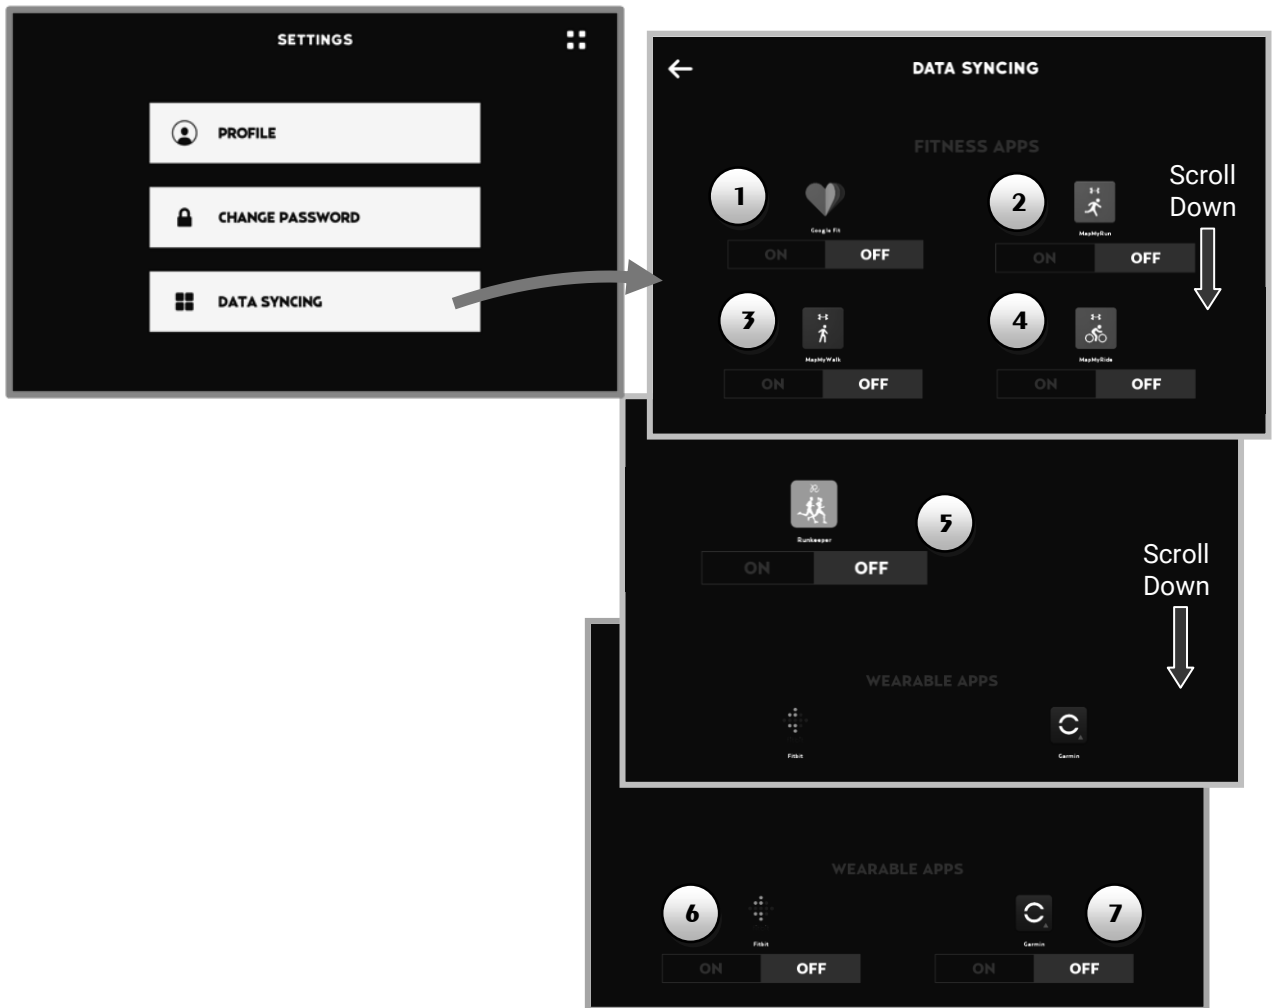 SETTINGS
PROFILE
CHANGE PASSWORD
DATA SYNCING
DATA SYNCING
FITNESS APPS
Scroll
Down
1
Google Fit
ON OFF
2
MapMyRun
ON OFF
3
MapMyWalk
ON OFF
4
MapMyRide
ON OFF
Runkeeper
5
ON OFF
Scroll
Down
WEARABLE APPS
Fitbit
Garmin
WEARABLE APPS
6
Fitbit
ON OFF
Garmin
7
ON OFF